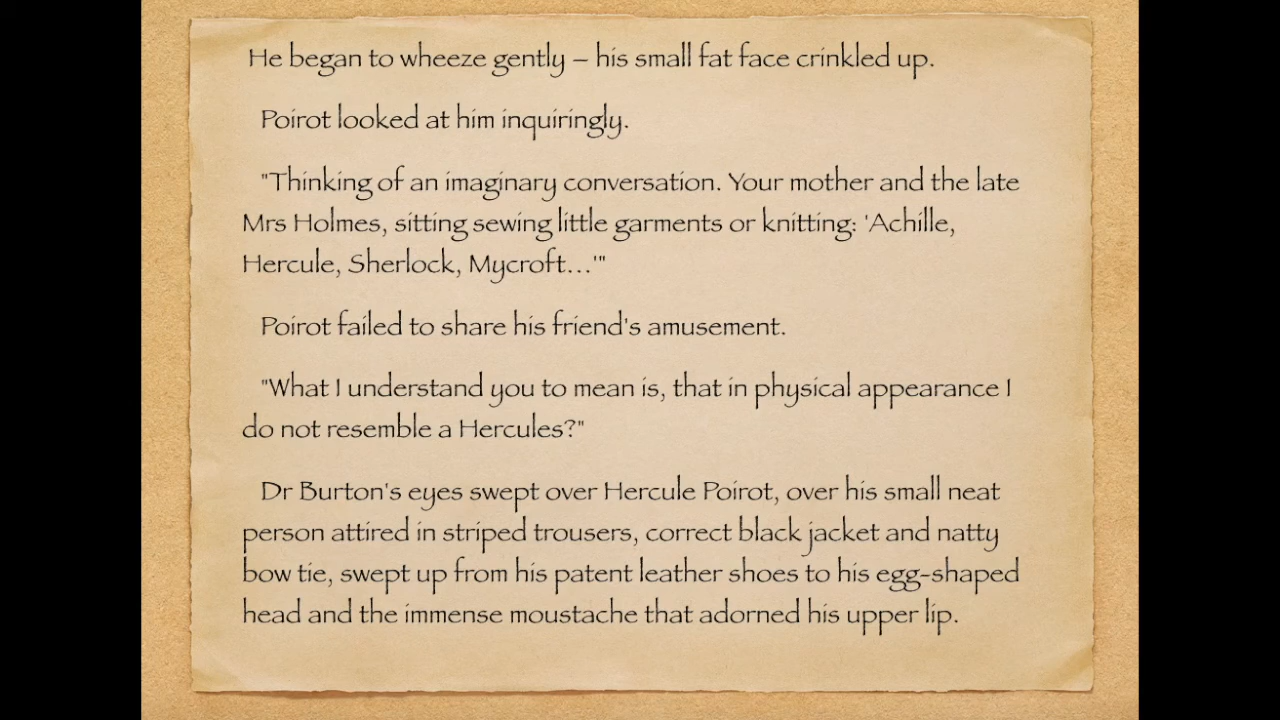 He began to wheeze gently – his small fat face crinkled up.
Poirot looked at him inquiringly.
"Thinking of an imaginary conversation. Your mother and the late
Mrs Holmes, sitting sewing little garments or knitting: 'Achille,
Hercule, Sherlock, Mycroft...'"
Poirot failed to share his friend's amusement.
"What I understand you to mean is, that in physical appearance I
do not resemble a Hercules?"
Dr Burton's eyes swept over Hercule Poirot, over his small neat
person attired in striped trousers, correct black jacket and natty
bow tie, swept up from his patent leather shoes to his egg-shaped
head and the immense moustache that adorned his upper lip.